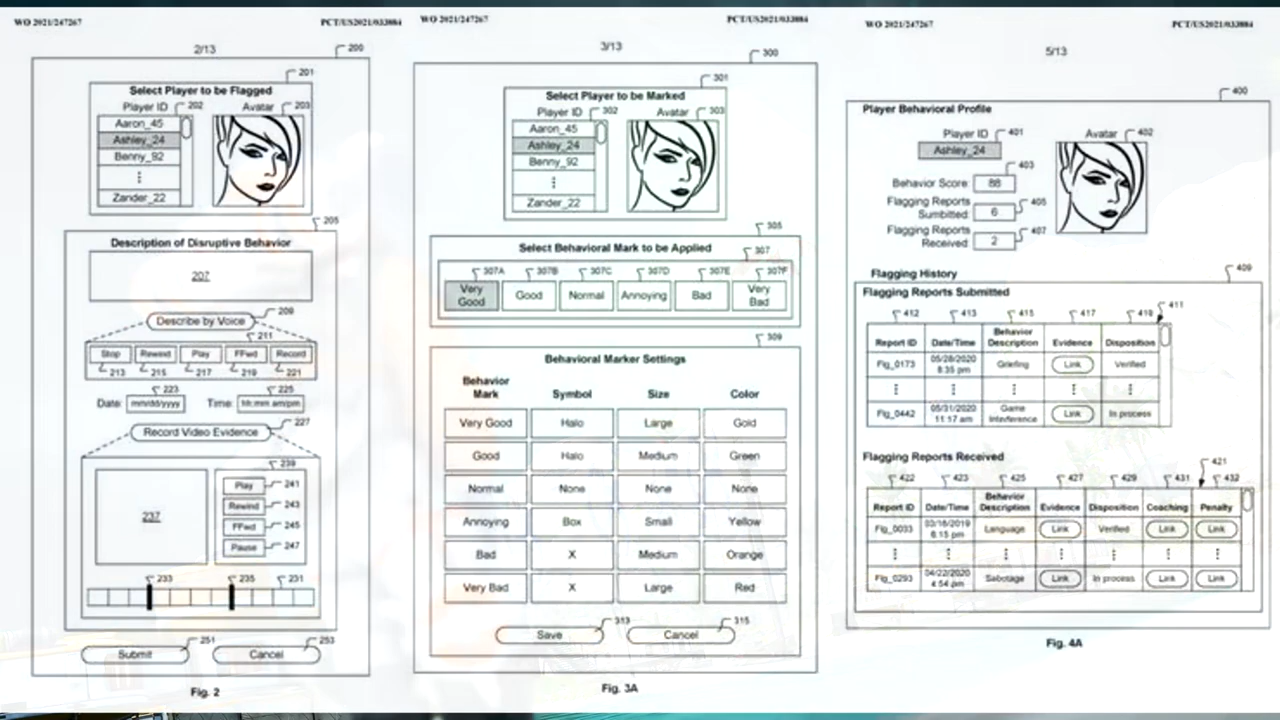 WO 2021/247267
PCT/US2021/033884
2/13
200
201
Select Player to be Flagged
Player ID
202
Avatar
203
Aaron_45
Ashley_24
Benny_92
Zander_22
205
Description of Disruptive Behavior
207
Describe by Voice
209
211
Stop
Rewind
Play
FFwd
Record
213
215
217
219
221
223
225
Date:
mm/dd/yyyy
Time:
hh:mm am/pm
Record Video Evidence
227
239
237
Play
241
Rewind
243
FFwd
245
Pause
247
233
235
231
Submit
251
Cancel
253
Fig. 2
WO 2021/247267
PCT/US2021/033884
3/13
300
301
Select Player to be Marked
Player ID
302
Avatar
303
Aaron_45
Ashley_24
Benny_92
Zander_22
305
Select Behavioral Mark to be Applied
307
307A
307B
307C
307D
307E
307F
Very Good
Good
Normal
Annoying
Bad
Very Bad
309
Behavioral Marker Settings
Behavior Mark
Symbol
Size
Color
Very Good
Halo
Large
Gold
Good
Halo
Medium
Green
Normal
None
None
None
Annoying
Box
Small
Yellow
Bad
X
Medium
Orange
Very Bad
X
Large
Red
Save
313
Cancel
315
Fig. 3A
WO 2021/247267
PCT/US2021/033884
5/13
400
Player Behavioral Profile
Player ID
401
Avatar
402
Ashley_24
403
Behavior Score:
88
Flagging Reports
Sumbitted:
6
405
Flagging Reports
Received:
2
407
Flagging History
409
Flagging Reports Submitted
411
412
413
415
417
419
Report ID
Date/Time
Behavior Description
Evidence
Disposition
Flg_0173
05/28/2020 8:35 pm
Griefing
Link
Verified
Flg_0442
05/31/2020 11:17 am
Game Interference
Link
In process
Flagging Reports Received
421
422
423
425
427
429
431
432
Report ID
Date/Time
Behavior Description
Evidence
Disposition
Coaching
Penalty
Flg_0033
03/16/2019 6:15 pm
Language
Link
Verified
Link
Link
Flg_0293
04/22/2020 4:54 pm
Sabotage
Link
In process
Link
Link
Fig. 4A